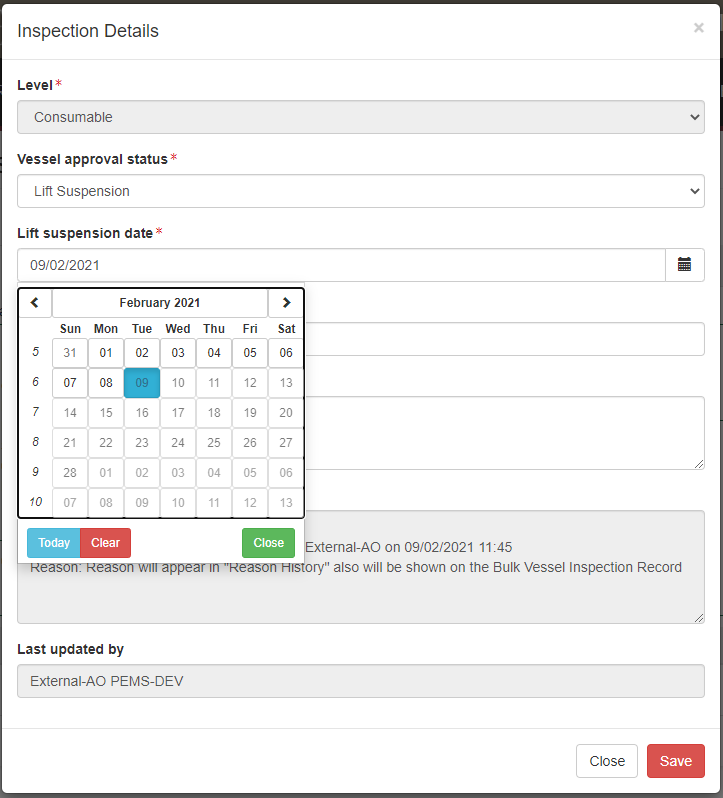 Inspection Details ×
Level*
Consumable
Vessel approval status*
Lift Suspension
Lift suspension date*
09/02/2021
February 2021
Sun Mon Tue Wed Thu Fri Sat
5 31 01 02 03 04 05 06
6 07 08 09 10 11 12 13
7 14 15 16 17 18 19 20
8 21 22 23 24 25 26 27
9 28 01 02 03 04 05 06
10 07 08 09 10 11 12 13
Today Clear Close
External-AO on 09/02/2021 11:45
Reason: Reason will appear in "Reason History" also will be shown on the Bulk Vessel Inspection Record
Last updated by
External-AO PEMS-DEV
Close Save